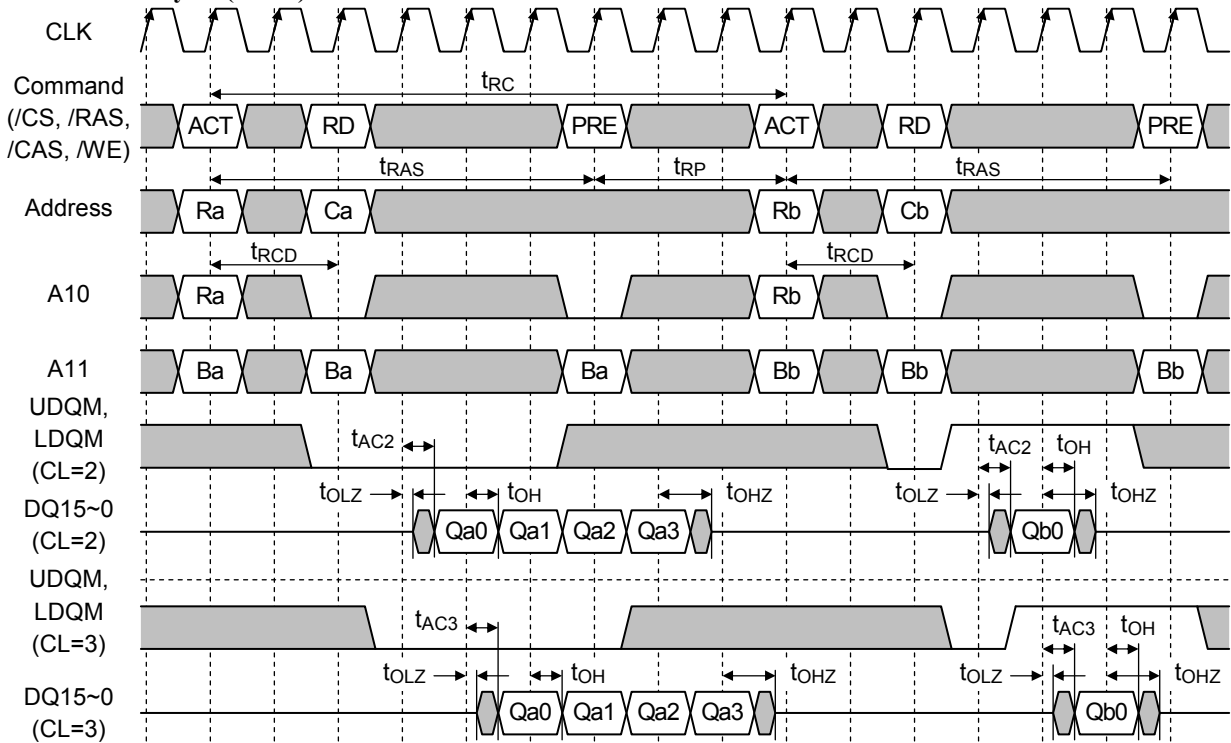 CLK
tRC
Command
(/CS, /RAS,
/CAS, /WE)
ACT RD PRE ACT RD PRE
tRAS tRP tRAS
Address Ra Ca Rb Cb
tRCD tRCD
A10 Ra Rb
A11 Ba Ba Ba Bb Bb Bb
UDQM,
LDQM
(CL=2)
tAC2 tAC2 tOH
tOLZ tOH tOHZ tOLZ tOHZ
DQ15~0
(CL=2)
Qa0 Qa1 Qa2 Qa3 Qb0
UDQM,
LDQM
(CL=3)
tAC3 tAC3 tOH
tOLZ tOH tOHZ tOLZ tOHZ
DQ15~0
(CL=3)
Qa0 Qa1 Qa2 Qa3 Qb0